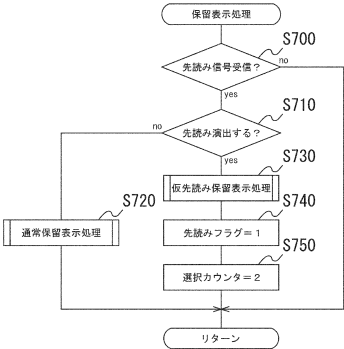 保留表示処理
S700
先読み信号受信？
no
yes
S710
先読み演出する？
no
yes
S730
仮先読み保留表示処理
S720
通常保留表示処理
S740
先読みフラグ＝１
S750
選択カウンタ＝２
リターン